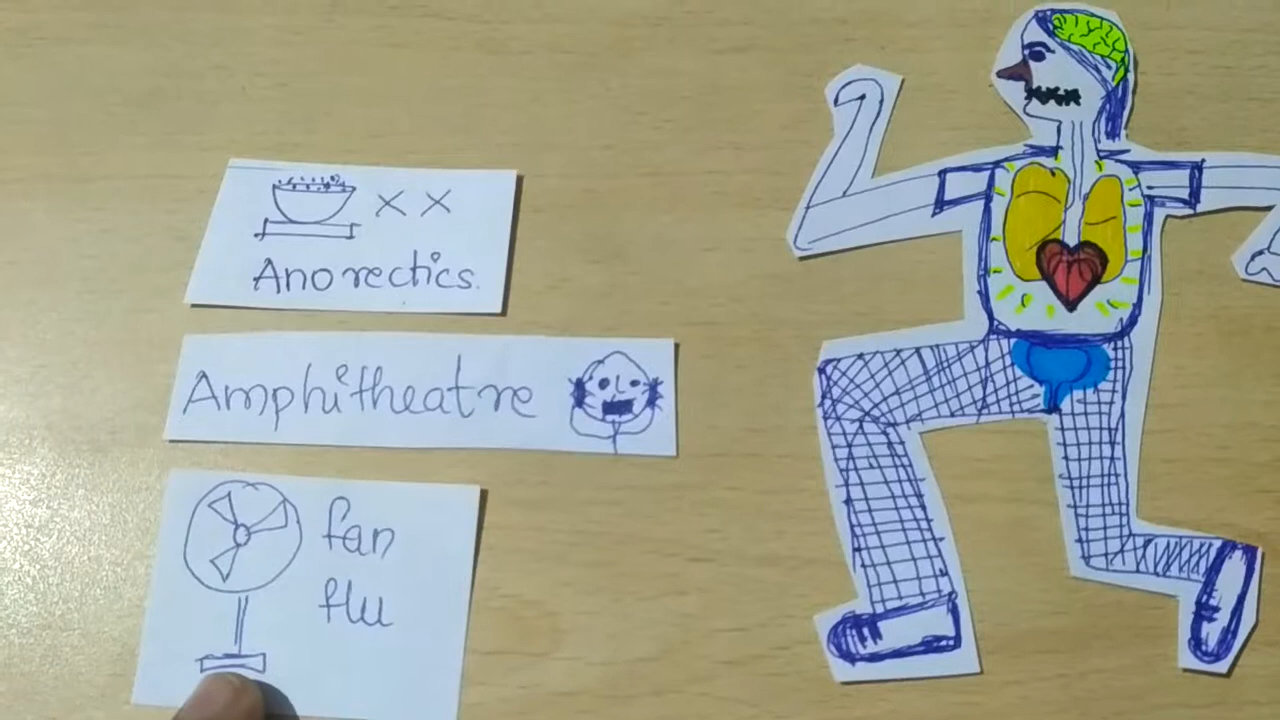 x x
Anorectics.
Amphitheatre
fan
flu